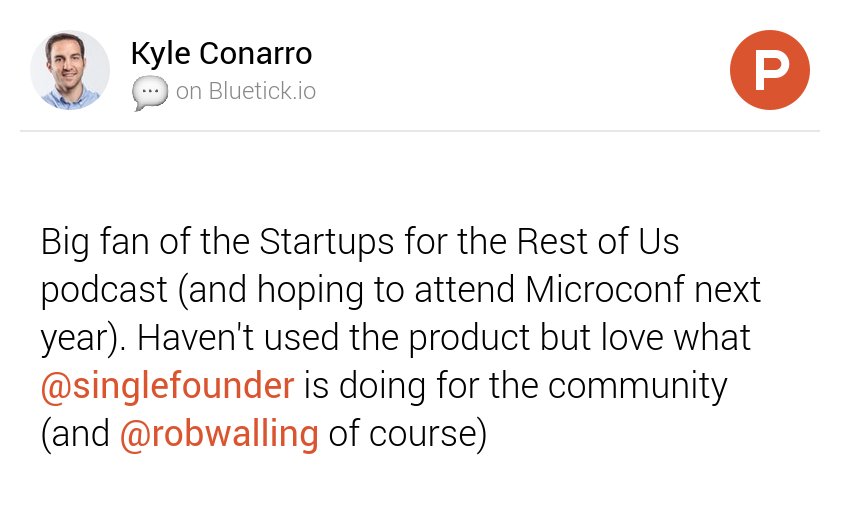 Kyle Conarro
on Bluetick.io
P
Big fan of the Startups for the Rest of Us
podcast (and hoping to attend Microconf next
year). Haven't used the product but love what
@singlefounder is doing for the community
(and @robwalling of course)